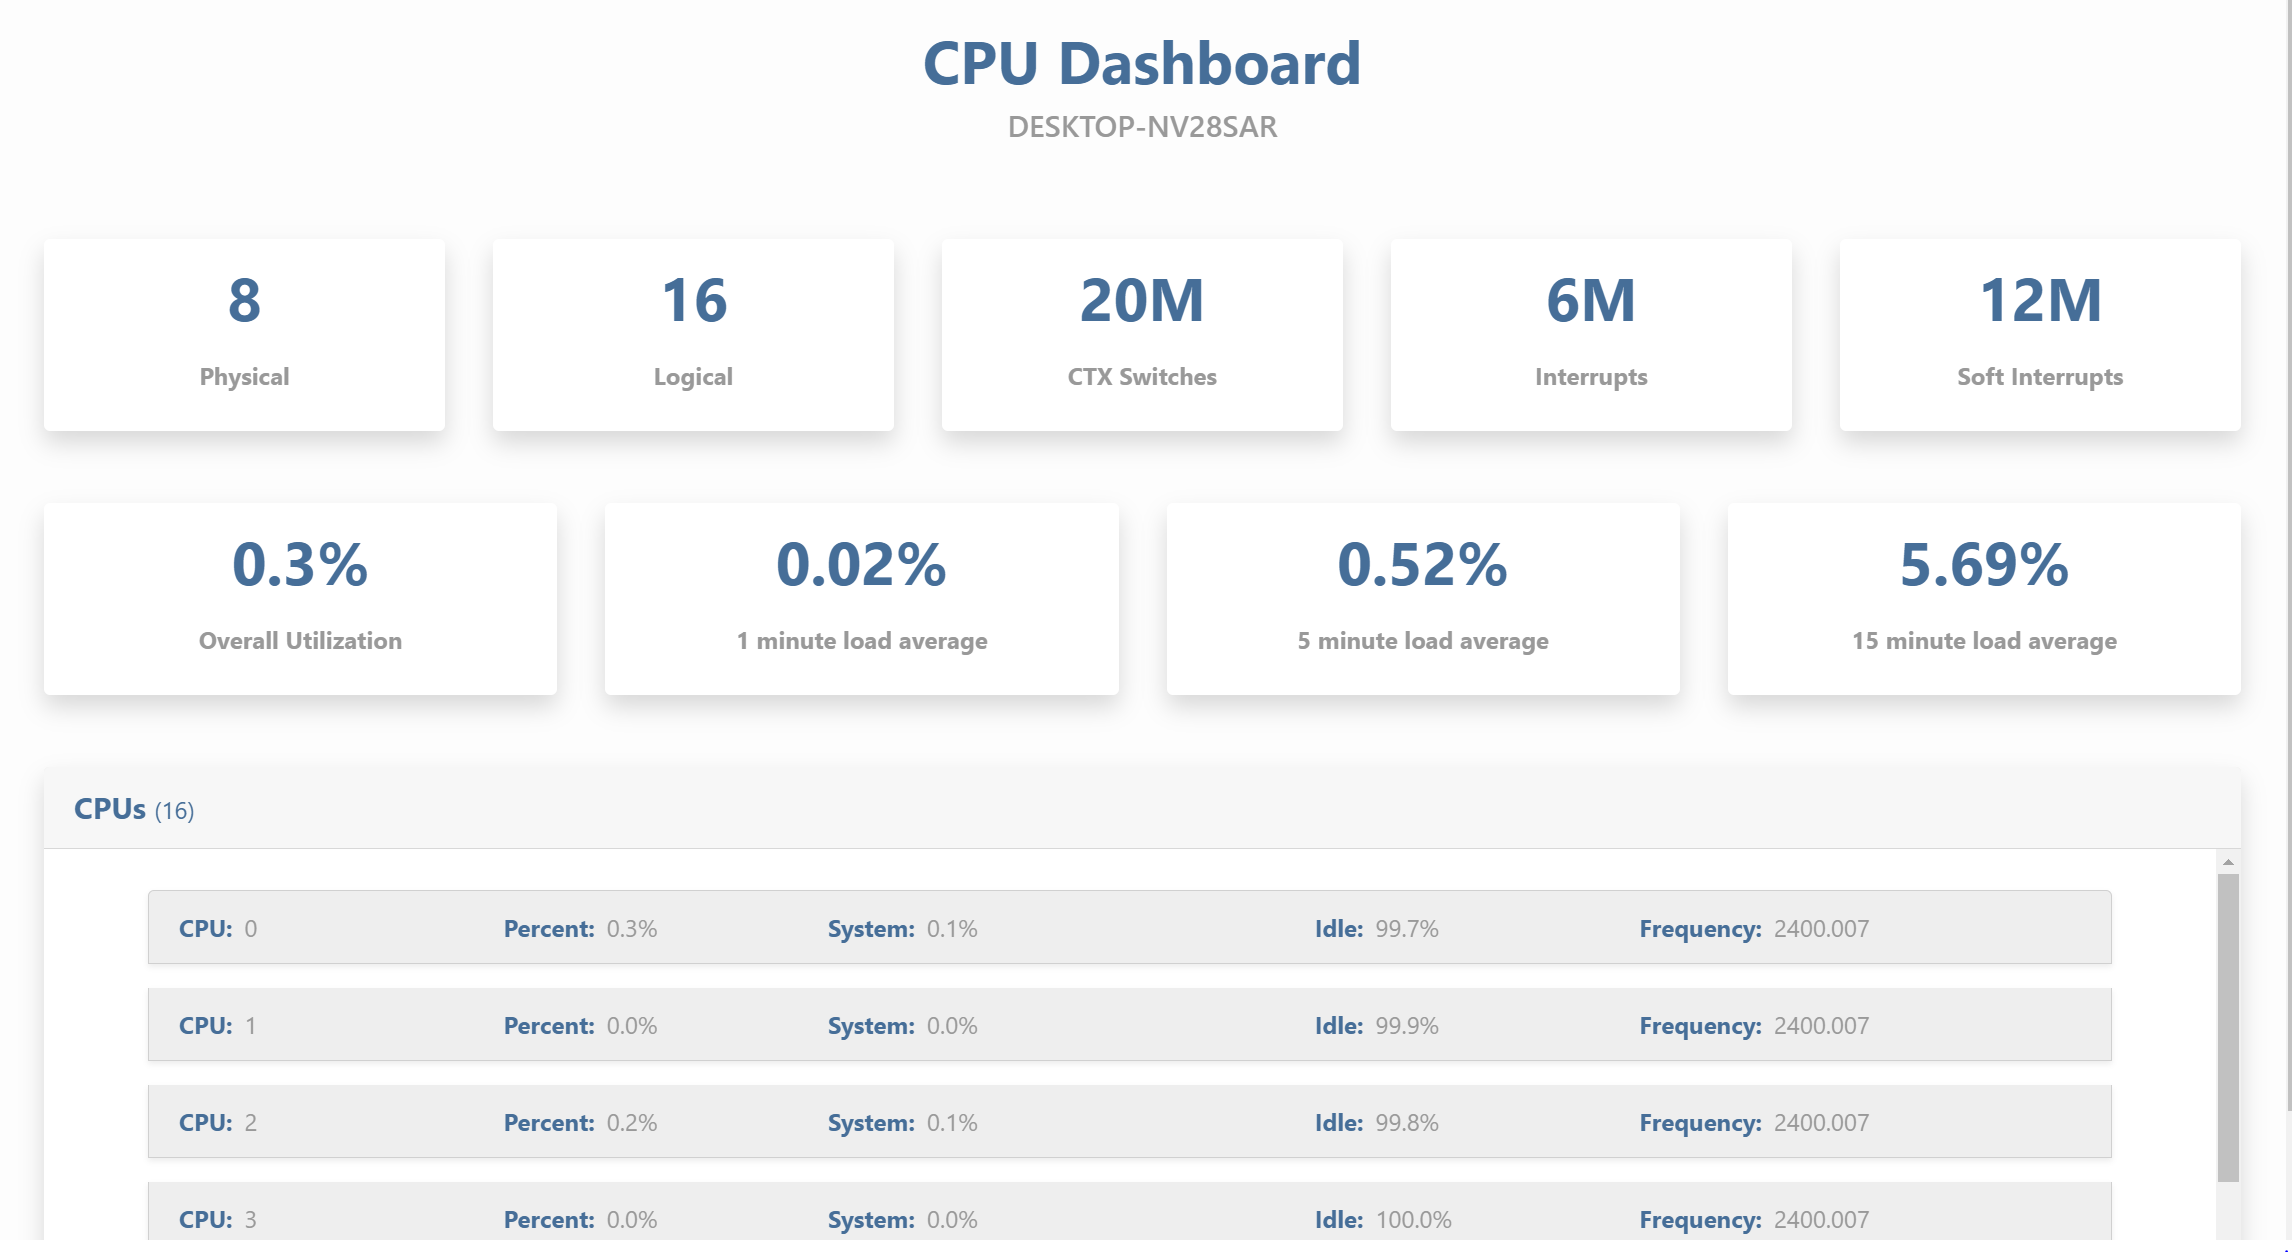 CPU Dashboard
DESKTOP-NV28SAR
8
Physical
16
Logical
20M
CTX Switches
6M
Interrupts
12M
Soft Interrupts
0.3%
Overall Utilization
0.02%
1 minute load average
0.52%
5 minute load average
5.69%
15 minute load average
CPUs (16)
CPU: 0 Percent: 0.3% System: 0.1% Idle: 99.7% Frequency: 2400.007
CPU: 1 Percent: 0.0% System: 0.0% Idle: 99.9% Frequency: 2400.007
CPU: 2 Percent: 0.2% System: 0.1% Idle: 99.8% Frequency: 2400.007
CPU: 3 Percent: 0.0% System: 0.0% Idle: 100.0% Frequency: 2400.007